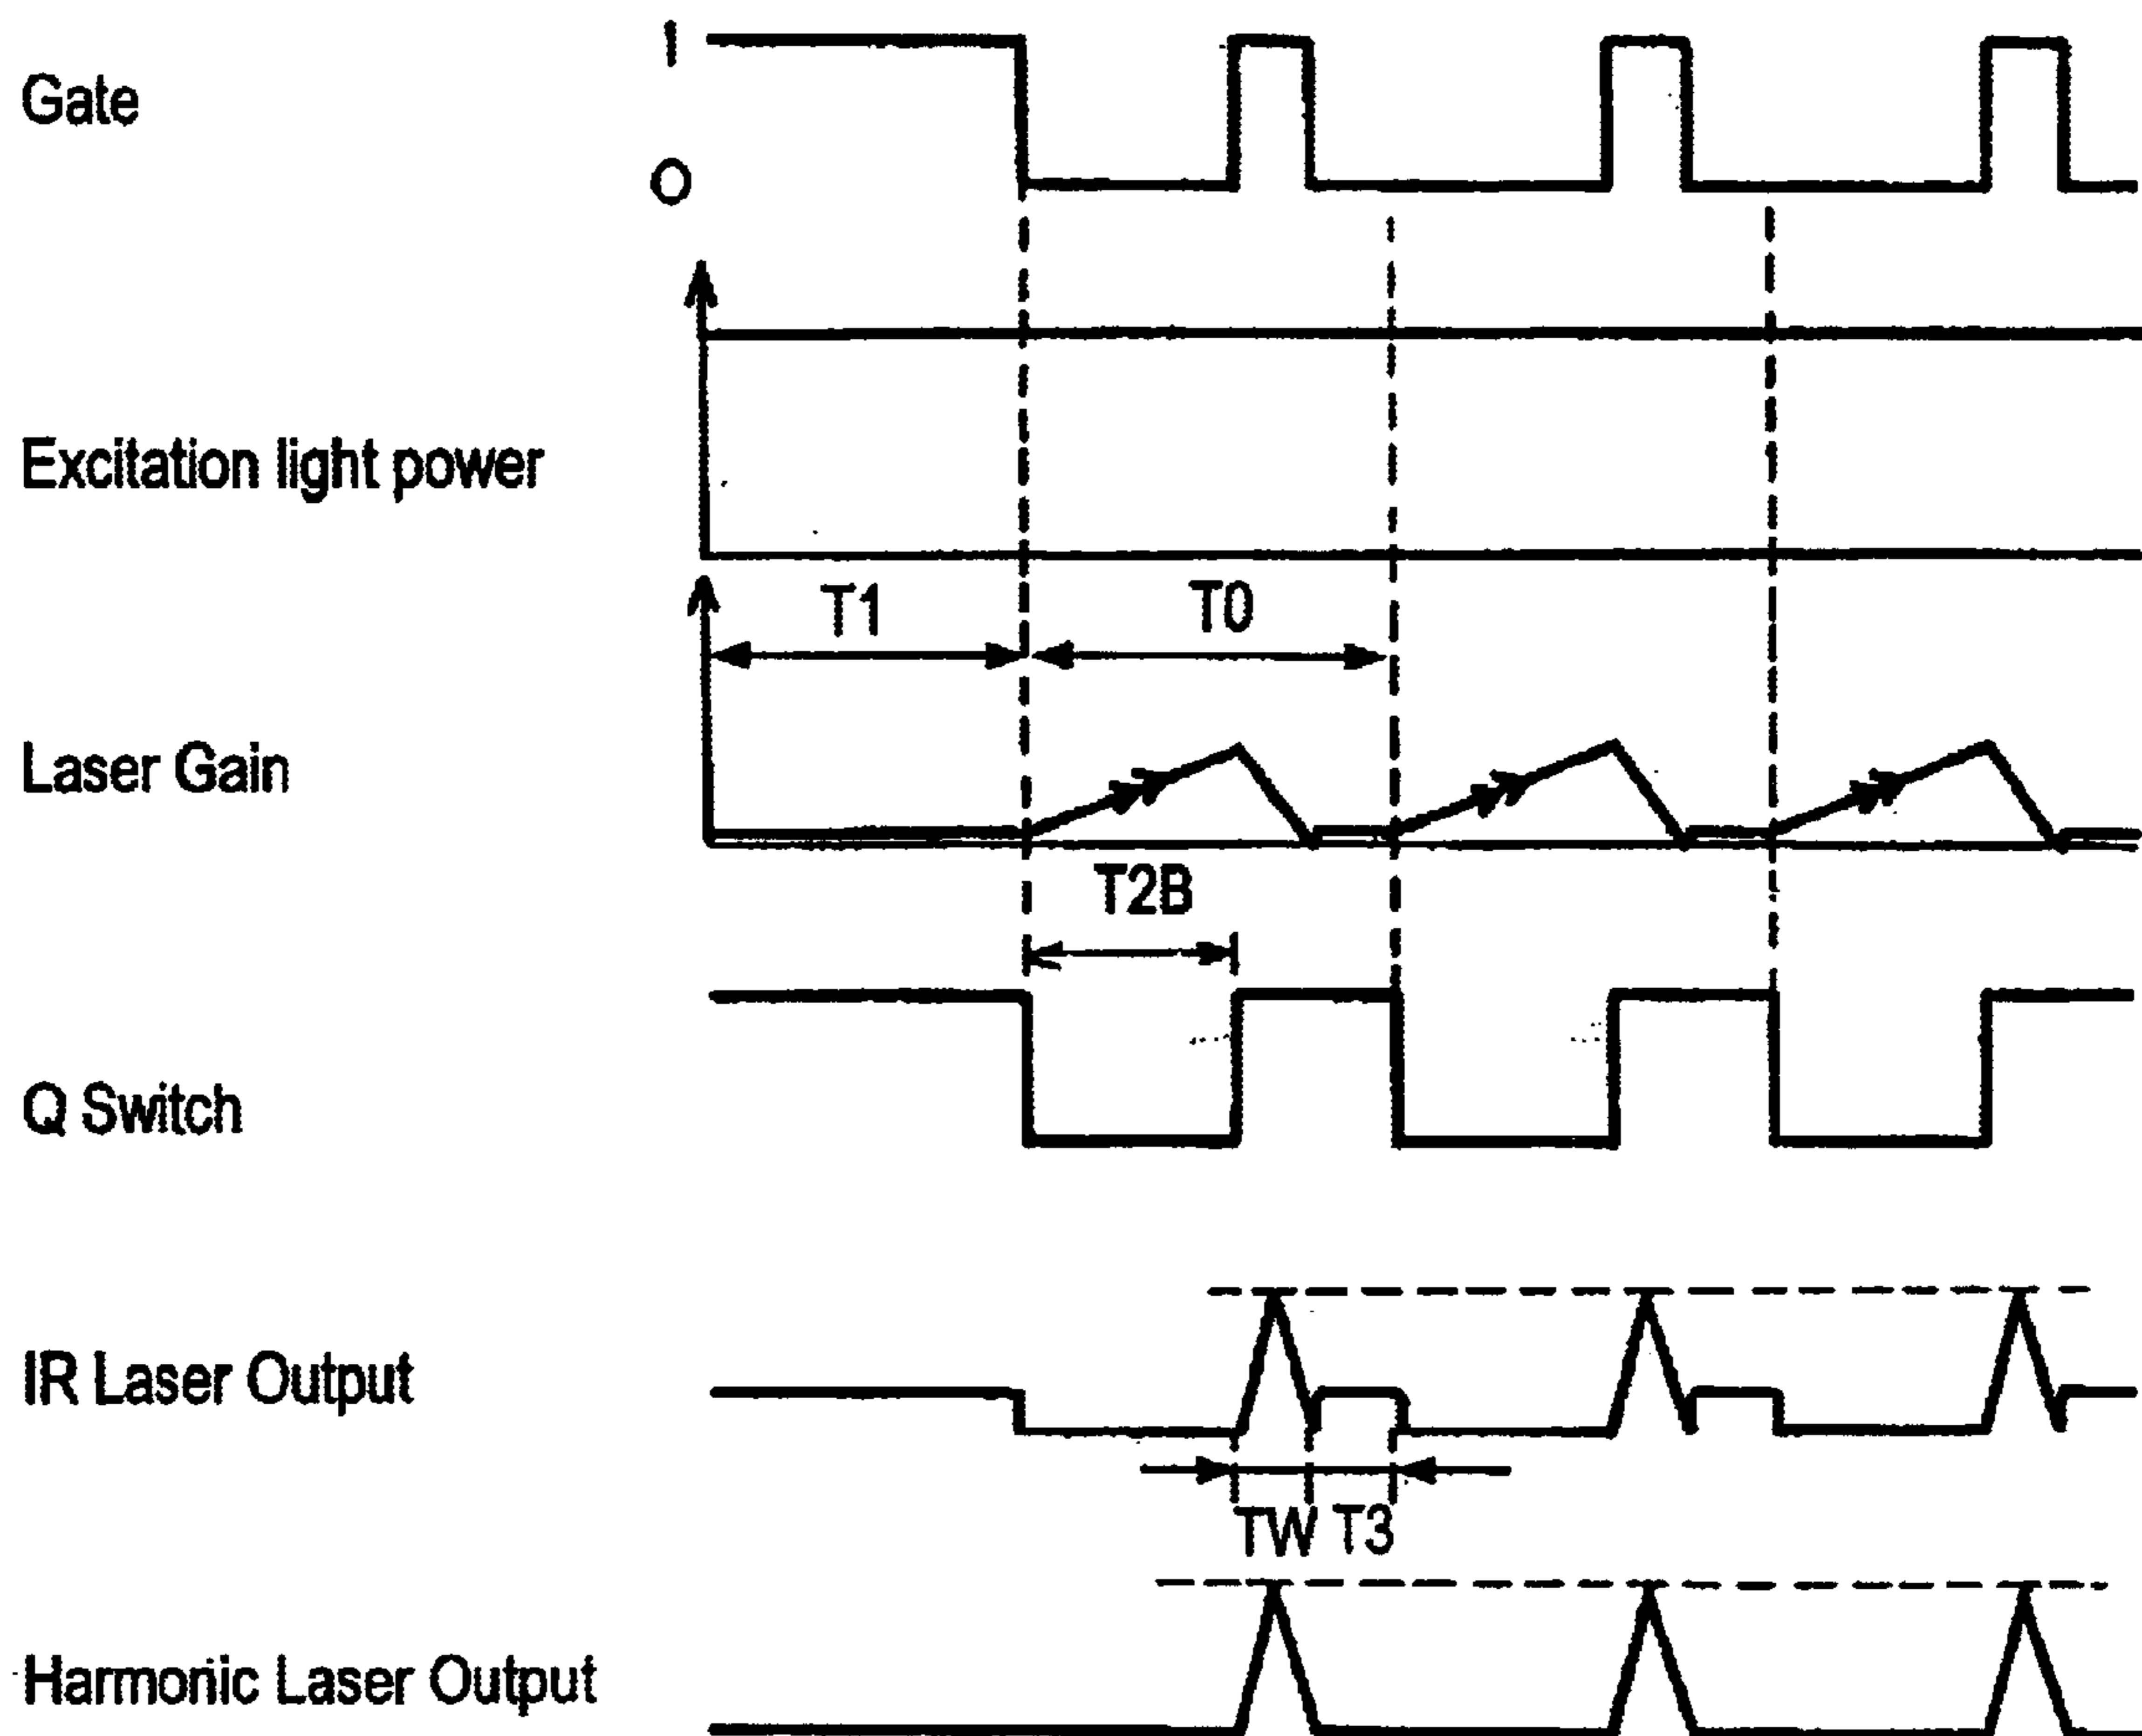 1
Gate
0
Excitation light power
T1
T0
Laser Gain
T2B
Q Switch
IR Laser Output
TW T3
Harmonic Laser Output